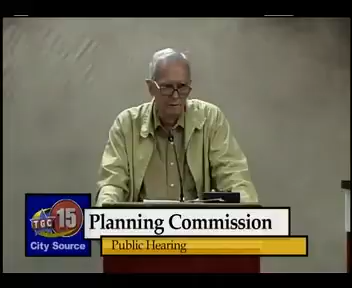 TGC 15
City Source
Planning Commission
Public Hearing